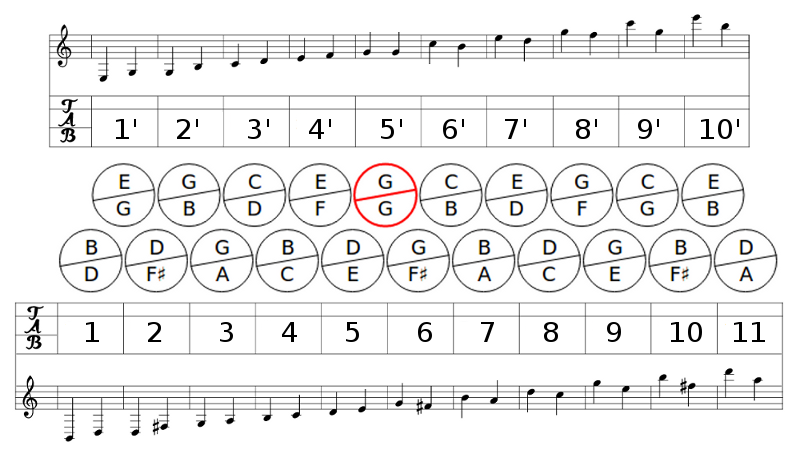 TAB 1' 2' 3' 4' 5' 6' 7' 8' 9' 10'
E G C E G C E G C E
G B D F G B D F G B
B D G B D G B D G B D
D F♯ A C E F♯ A C E F♯ A
TAB 1 2 3 4 5 6 7 8 9 10 11